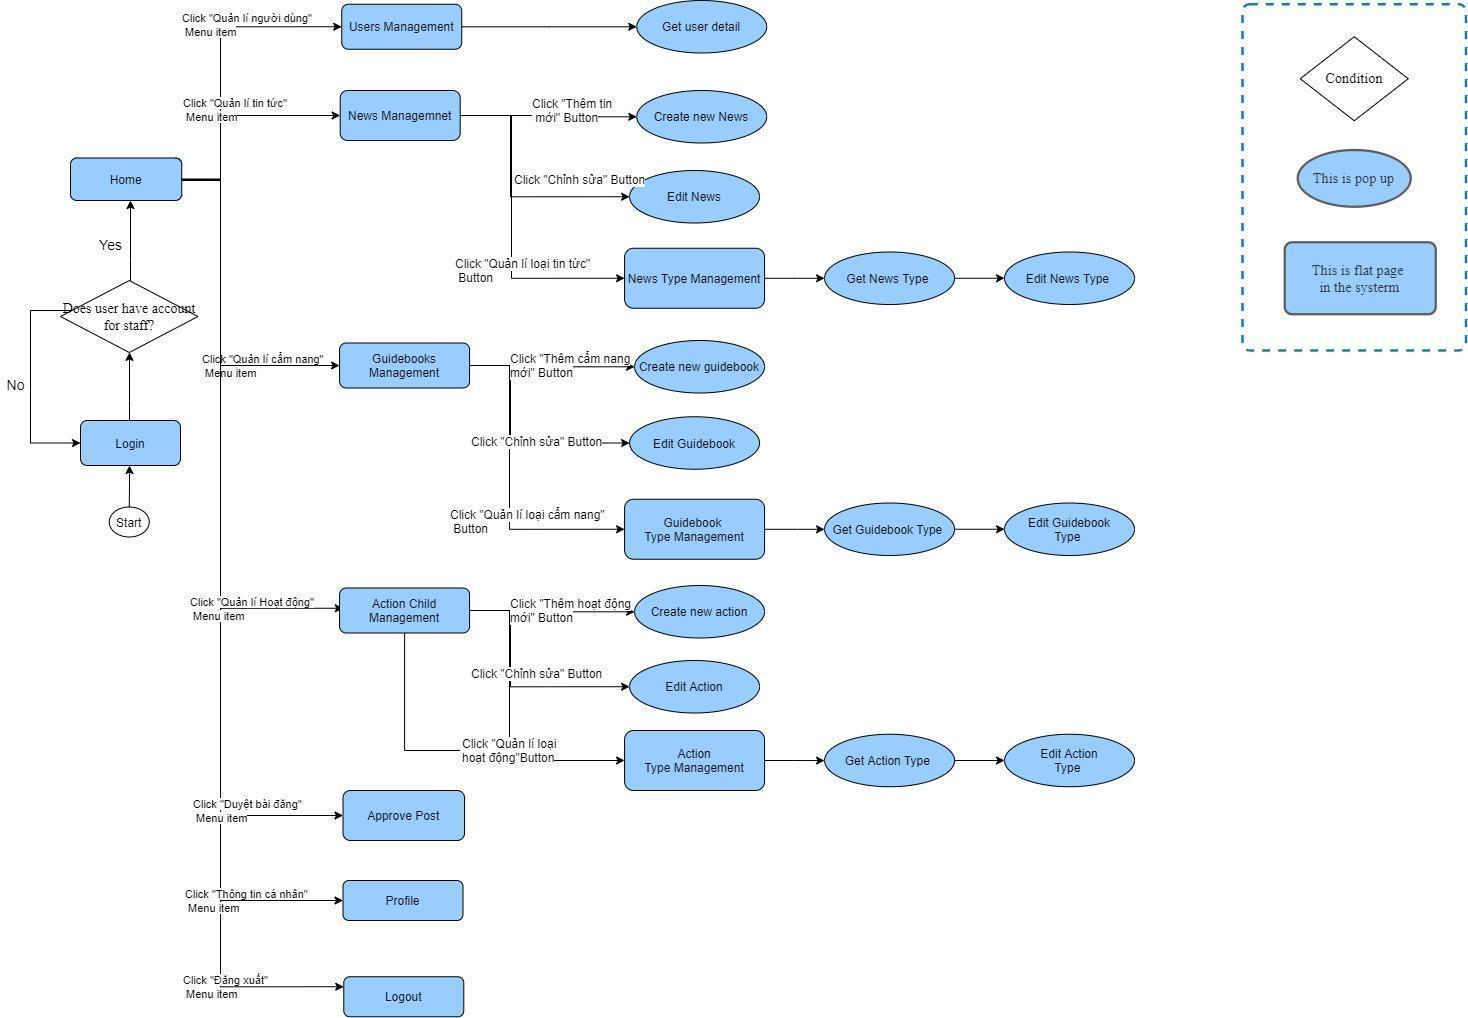 Click "Quản lí người dùng"
Menu item
Users Management
Get user detail
Click "Quản lí tin tức"
Menu item
News Managemnet
Click "Thêm tin
mới" Button
Create new News
Click "Chỉnh sửa" Button
Edit News
Click "Quản lí loại tin tức"
Button
News Type Management
Get News Type
Edit News Type
Home
Yes
Does user have account
for staff?
No
Login
Start
Click "Quản lí cẩm nang"
Menu item
Guidebooks
Management
Click "Thêm cẩm nang
mới" Button
Create new guidebook
Click "Chỉnh sửa" Button
Edit Guidebook
Click "Quản lí loại cẩm nang"
Button
Guidebook
Type Management
Get Guidebook Type
Edit Guidebook
Type
Click "Quản lí Hoạt động"
Menu item
Action Child
Management
Click "Thêm hoạt động
mới" Button
Create new action
Click "Chỉnh sửa" Button
Edit Action
Click "Quản lí loại
hoạt động"Button
Action
Type Management
Get Action Type
Edit Action
Type
Click "Duyệt bài đăng"
Menu item
Approve Post
Click "Thông tin cá nhân"
Menu item
Profile
Click "Đăng xuất"
Menu item
Logout
Condition
This is pop up
This is flat page
in the systerm